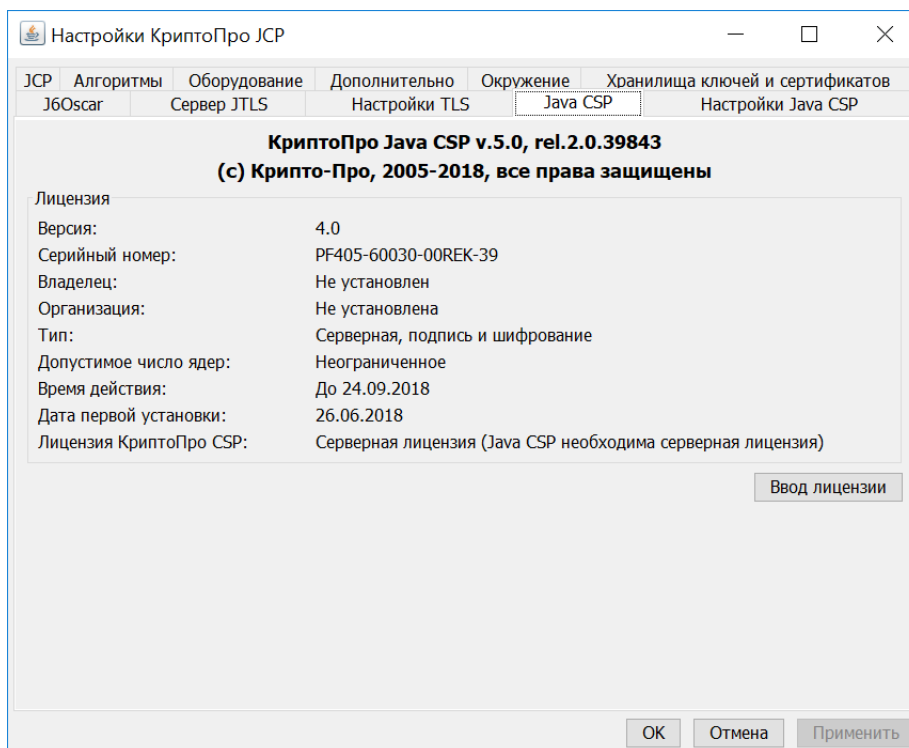 Настройки КриптоПро JCP
JCP Алгоритмы Оборудование Дополнительно Окружение Хранилища ключей и сертификатов
J6Oscar Сервер JTLS Настройки TLS Java CSP Настройки Java CSP
КриптоПро Java CSP v.5.0, rel.2.0.39843
(c) Крипто-Про, 2005-2018, все права защищены
Лицензия
Версия: 4.0
Серийный номер: PF405-60030-00REK-39
Владелец: Не установлен
Организация: Не установлена
Тип: Серверная, подпись и шифрование
Допустимое число ядер: Неограниченное
Время действия: До 24.09.2018
Дата первой установки: 26.06.2018
Лицензия КриптоПро CSP: Серверная лицензия (Java CSP необходима серверная лицензия)
Ввод лицензии
OK Отмена Применить